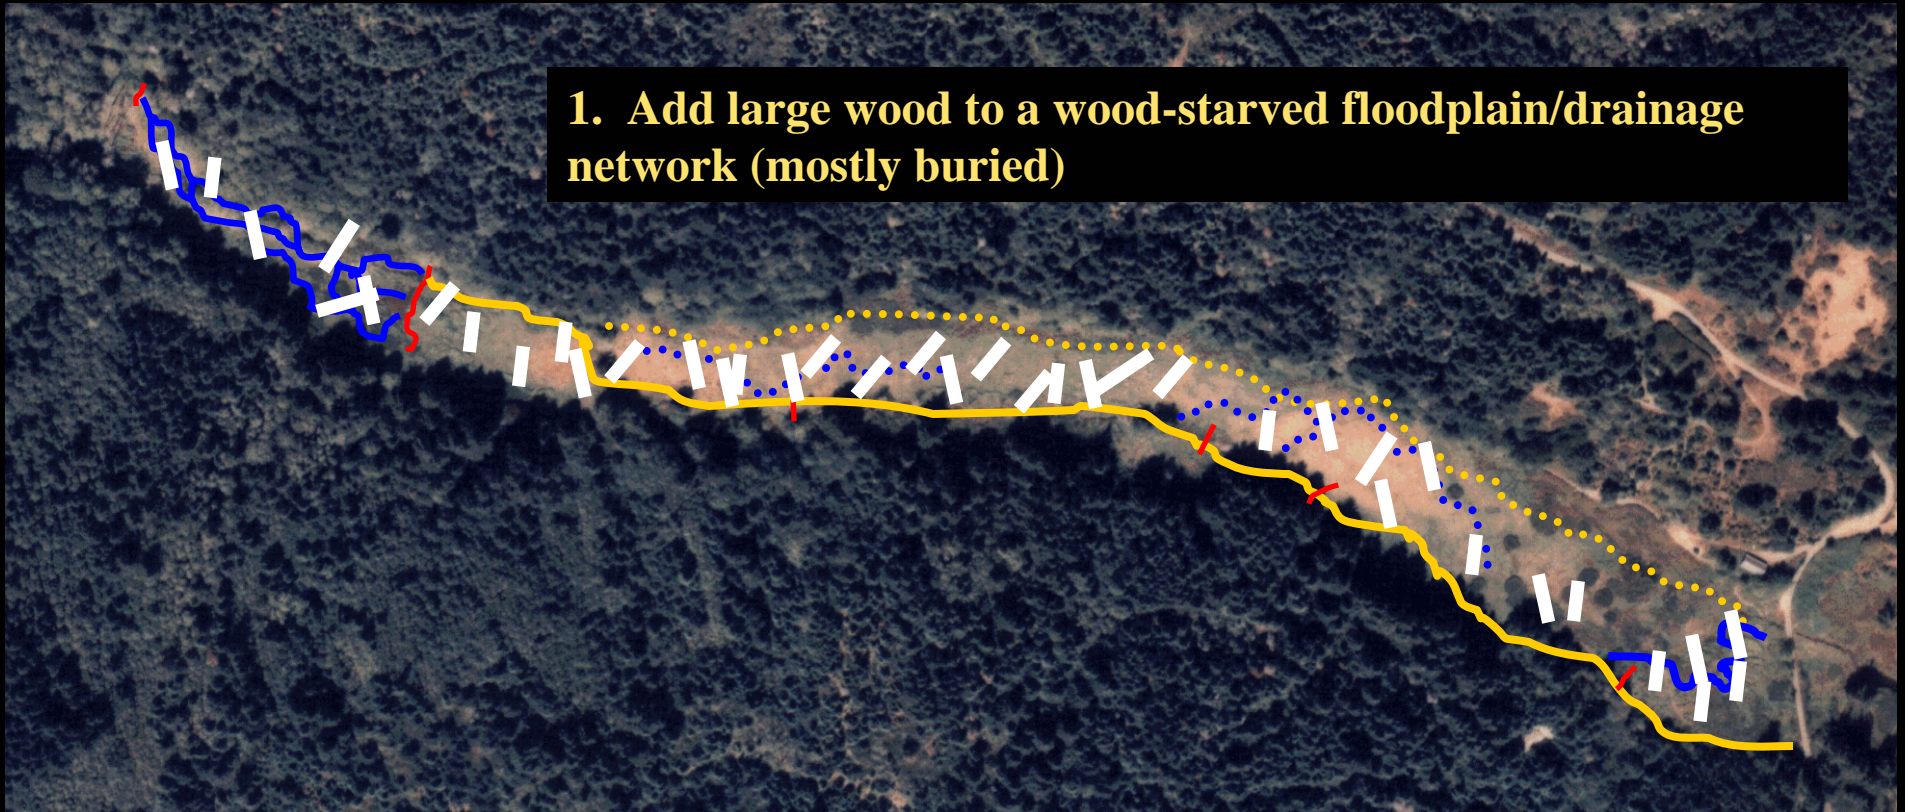 1. Add large wood to a wood-starved floodplain/drainage
network (mostly buried)